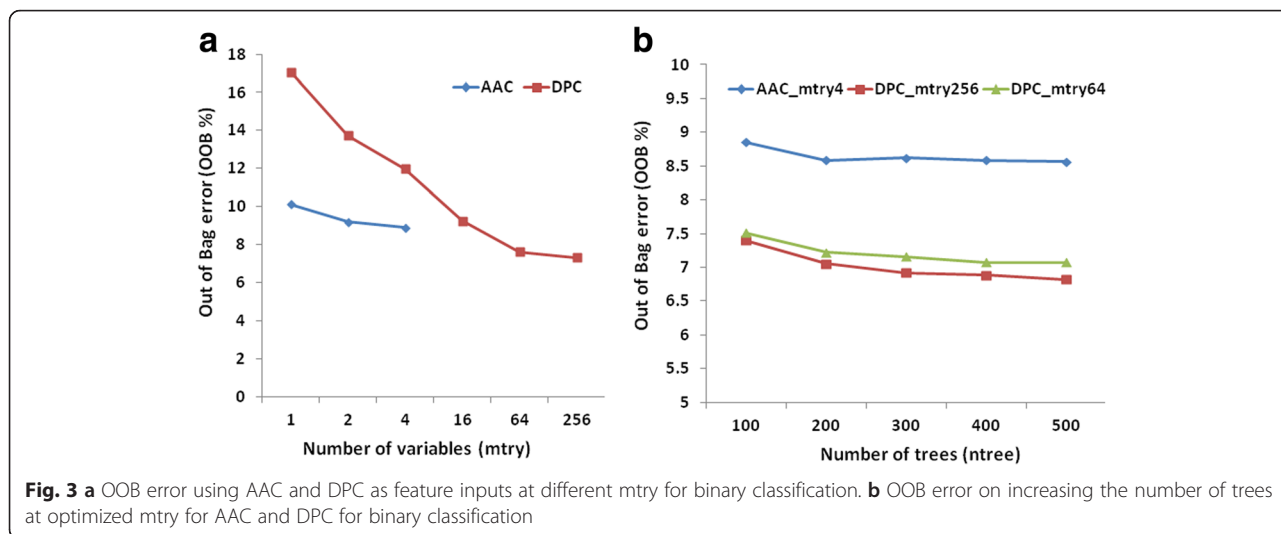 a
18
16
14
12
10
8
6
4
2
0
Out of Bag error (OOB %)
AAC DPC
1 2 4 16 64 256
Number of variables (mtry)
b
10
9.5
9
8.5
8
7.5
7
6.5
6
5.5
5
Out of Bag error (OOB %)
AAC_mtry4 DPC_mtry256 DPC_mtry64
100 200 300 400 500
Number of trees (ntree)
Fig. 3 a OOB error using AAC and DPC as feature inputs at different mtry for binary classification. b OOB error on increasing the number of trees
at optimized mtry for AAC and DPC for binary classification